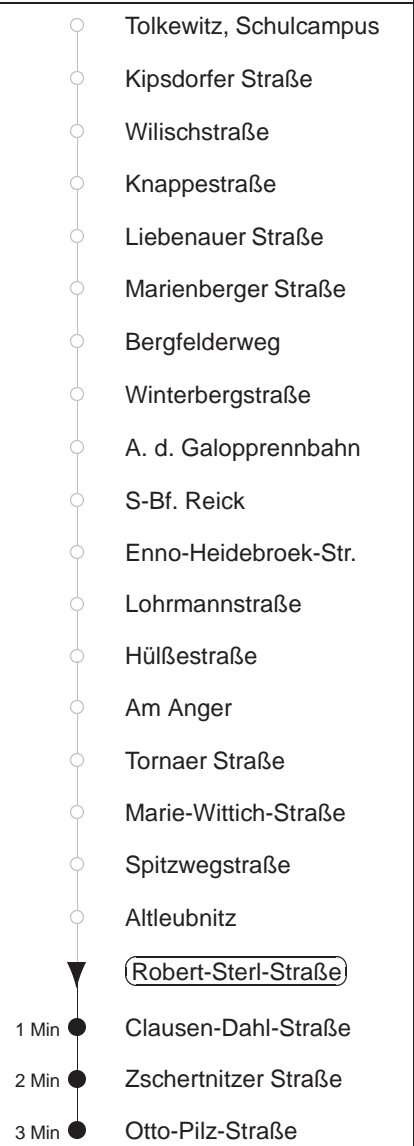 Tolkewitz, Schulcampus
Kipsdorfer Straße
Wilischstraße
Knappestraße
Liebenauer Straße
Marienberger Straße
Bergfelderweg
Winterbergstraße
A. d. Galopprennbahn
S-Bf. Reick
Enno-Heidebroek-Str.
Lohrmannstraße
Hülßestraße
Am Anger
Tornaer Straße
Marie-Wittich-Straße
Spitzwegstraße
Altleubnitz
Robert-Sterl-Straße
1 Min Clausen-Dahl-Straße
2 Min Zschertnitzer Straße
3 Min Otto-Pilz-Straße